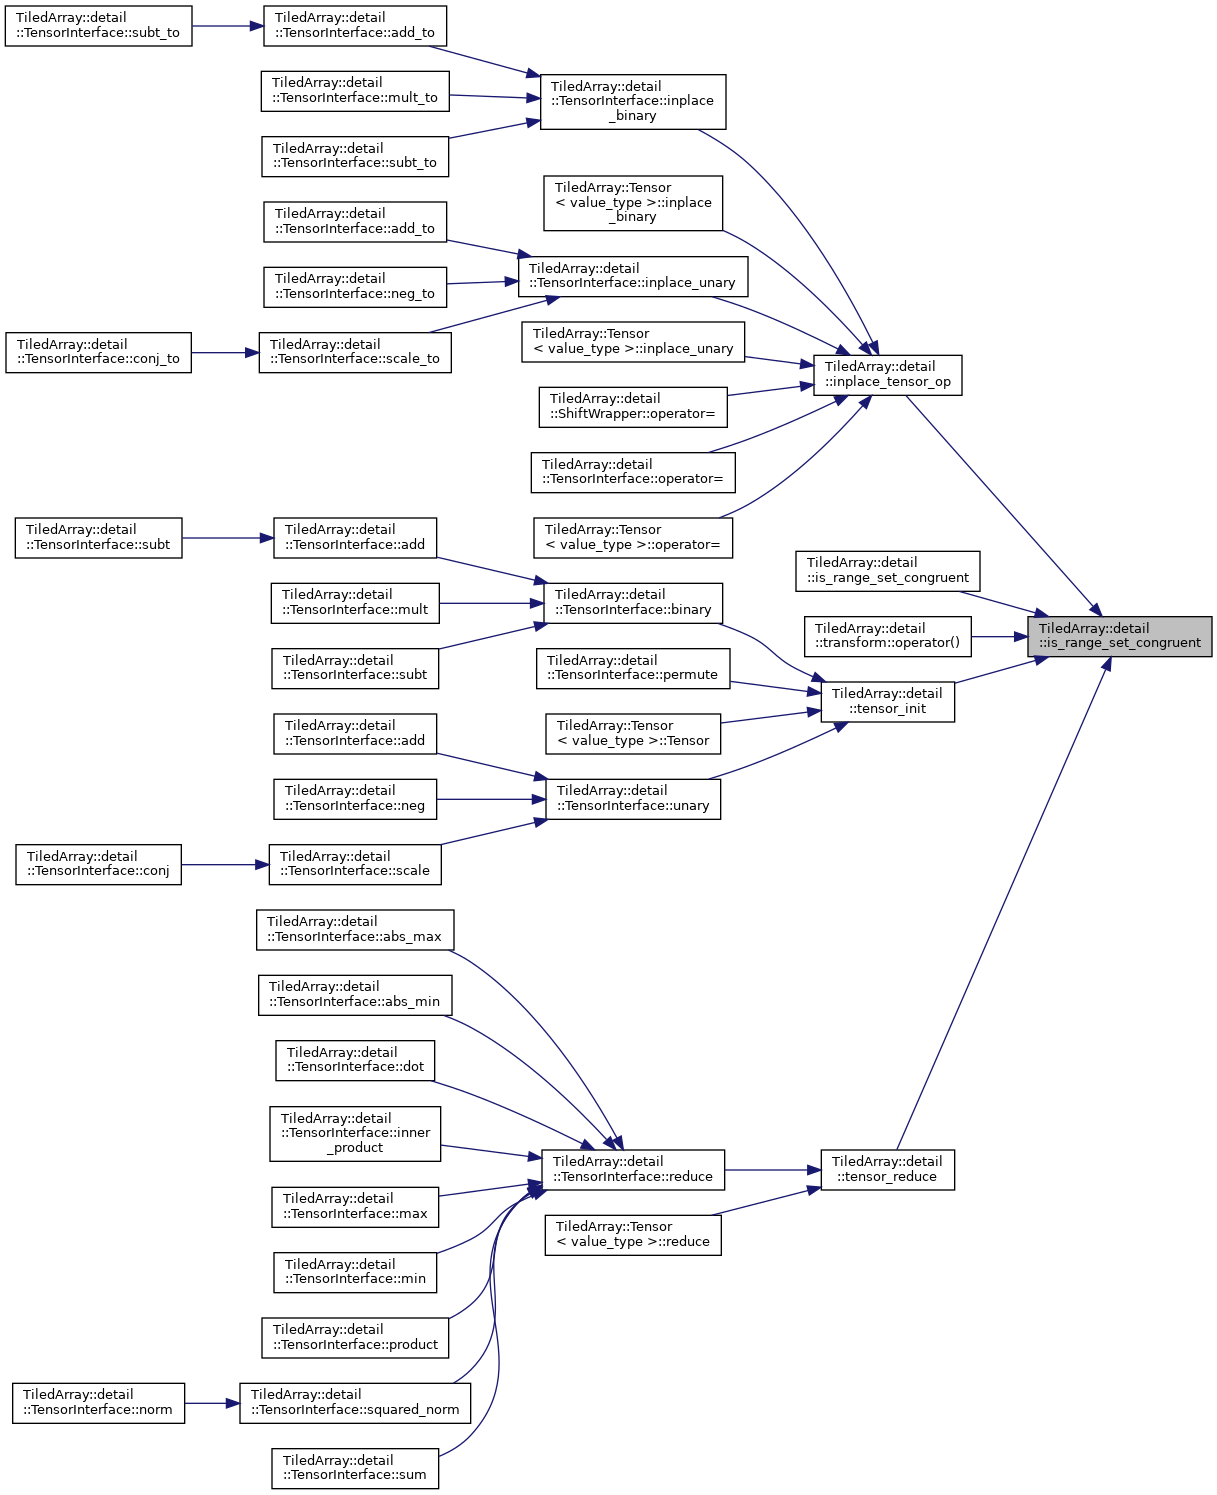 TiledArray::detail
::TensorInterface::subt_to
TiledArray::detail
::TensorInterface::add_to
TiledArray::detail
::TensorInterface::mult_to
TiledArray::detail
::TensorInterface::inplace
_binary
TiledArray::detail
::TensorInterface::subt_to
TiledArray::Tensor
< value_type >::inplace
_binary
TiledArray::detail
::TensorInterface::add_to
TiledArray::detail
::TensorInterface::inplace_unary
TiledArray::detail
::TensorInterface::neg_to
TiledArray::detail
::TensorInterface::conj_to
TiledArray::detail
::TensorInterface::scale_to
TiledArray::Tensor
< value_type >::inplace_unary
TiledArray::detail
::inplace_tensor_op
TiledArray::detail
::ShiftWrapper::operator=
TiledArray::detail
::TensorInterface::operator=
TiledArray::Tensor
< value_type >::operator=
TiledArray::detail
::TensorInterface::subt
TiledArray::detail
::TensorInterface::add
TiledArray::detail
::is_range_set_congruent
TiledArray::detail
::TensorInterface::mult
TiledArray::detail
::TensorInterface::binary
TiledArray::detail
::transform::operator()
TiledArray::detail
::is_range_set_congruent
TiledArray::detail
::TensorInterface::subt
TiledArray::detail
::TensorInterface::permute
TiledArray::detail
::tensor_init
TiledArray::detail
::TensorInterface::add
TiledArray::Tensor
< value_type >::Tensor
TiledArray::detail
::TensorInterface::neg
TiledArray::detail
::TensorInterface::unary
TiledArray::detail
::TensorInterface::conj
TiledArray::detail
::TensorInterface::scale
TiledArray::detail
::TensorInterface::abs_max
TiledArray::detail
::TensorInterface::abs_min
TiledArray::detail
::TensorInterface::dot
TiledArray::detail
::TensorInterface::inner
_product
TiledArray::detail
::TensorInterface::reduce
TiledArray::detail
::tensor_reduce
TiledArray::detail
::TensorInterface::max
TiledArray::Tensor
< value_type >::reduce
TiledArray::detail
::TensorInterface::min
TiledArray::detail
::TensorInterface::product
TiledArray::detail
::TensorInterface::norm
TiledArray::detail
::TensorInterface::squared_norm
TiledArray::detail
::TensorInterface::sum